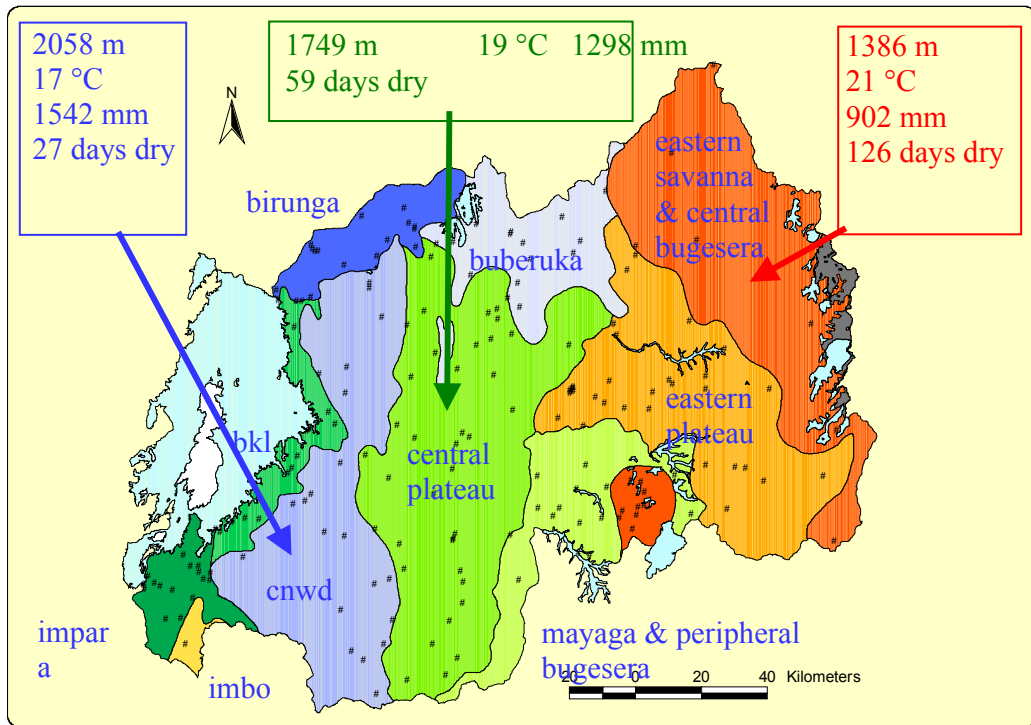 2058 m
17 °C
1542 mm
27 days dry
1749 m 19 °C 1298 mm
59 days dry
1386 m
21 °C
902 mm
126 days dry
N
birunga
buberuka
eastern
savanna
& central
bugesera
bkl
central
plateau
eastern
plateau
cnwd
impar
a
imbo
mayaga & peripheral
bugesera
20 0 20 40 Kilometers